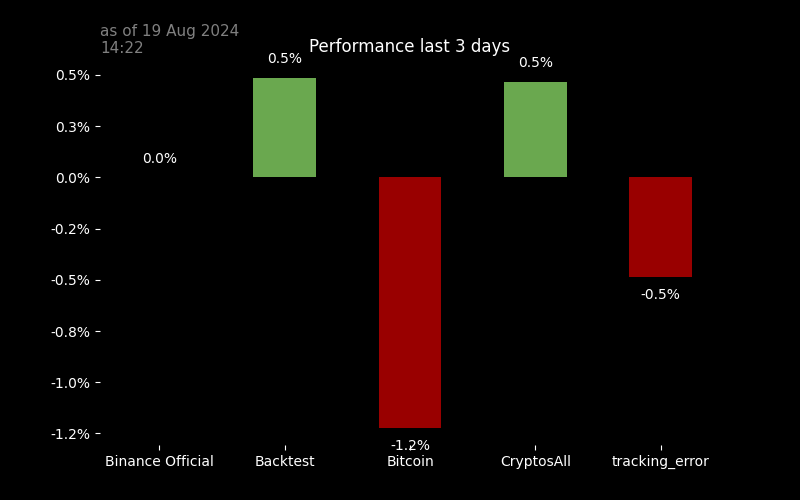 as of 19 Aug 2024
14:22
Performance last 3 days
0.5%
0.3%
0.0%
-0.2%
-0.5%
-0.8%
-1.0%
-1.2%
0.0%
0.5%
-1.2%
0.5%
-0.5%
Binance Official
Backtest
Bitcoin
CryptosAll
tracking_error